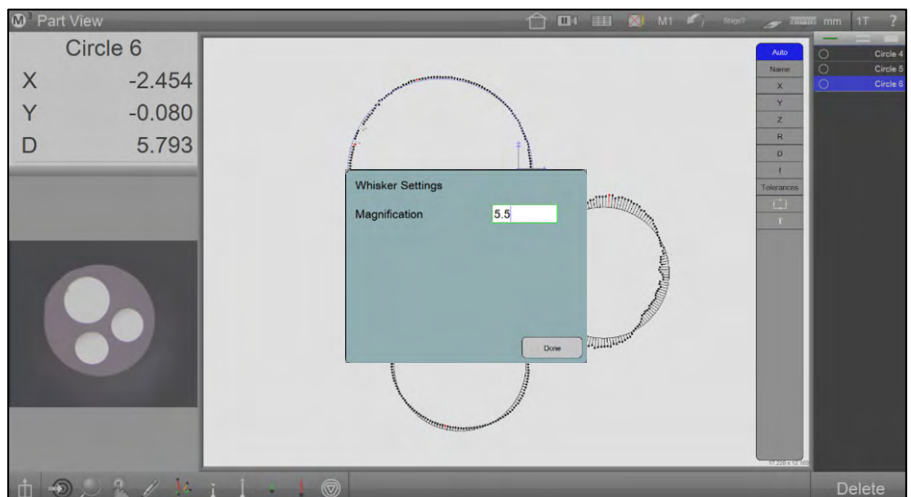 M³ Part View
M1
mm
1T
?
Circle 6
X -2.454
Y -0.080
D 5.793
Whisker Settings
Magnification 5.5
Done
Auto
Name
X
Y
Z
R
D
f
Tolerances
T
Circle 4
Circle 5
Circle 6
Delete